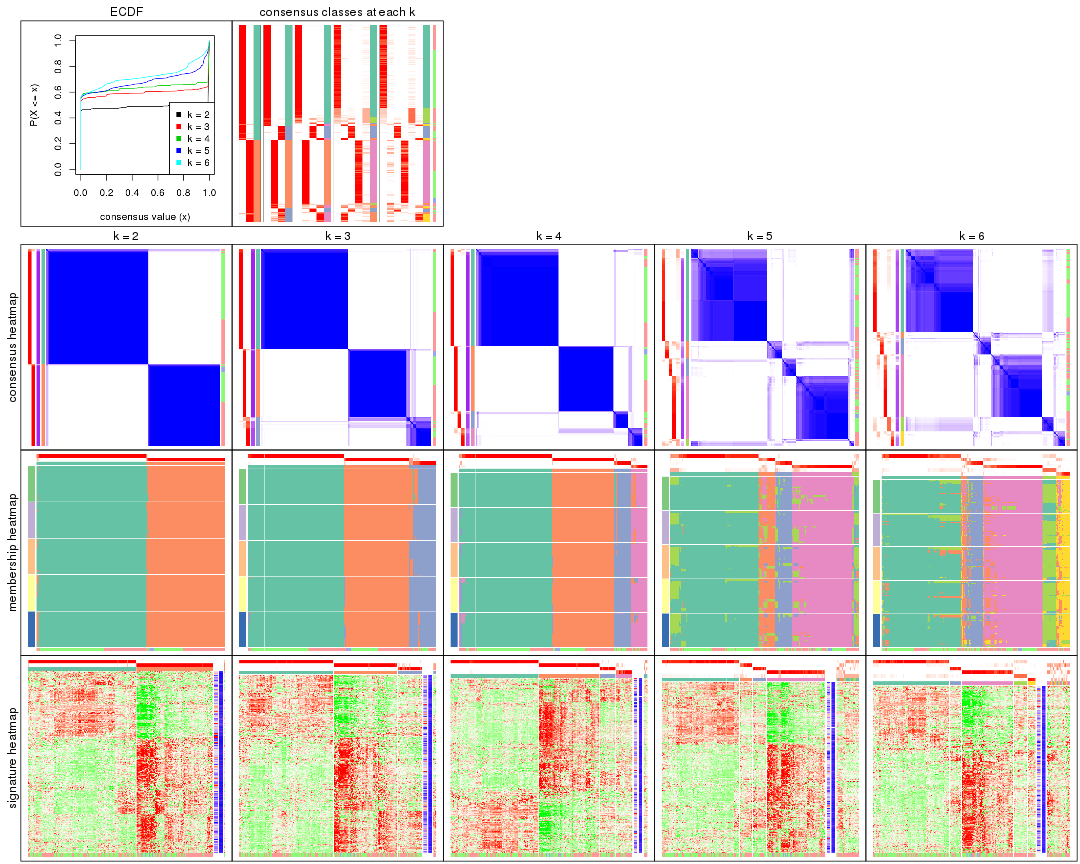 ECDF
consensus classes at each k
P(X <= x)
0.0 0.2 0.4 0.6 0.8 1.0
k = 2
k = 3
k = 4
k = 5
k = 6
0.0 0.2 0.4 0.6 0.8 1.0
consensus value (x)
k = 2
k = 3
k = 4
k = 5
k = 6
consensus heatmap
membership heatmap
signature heatmap